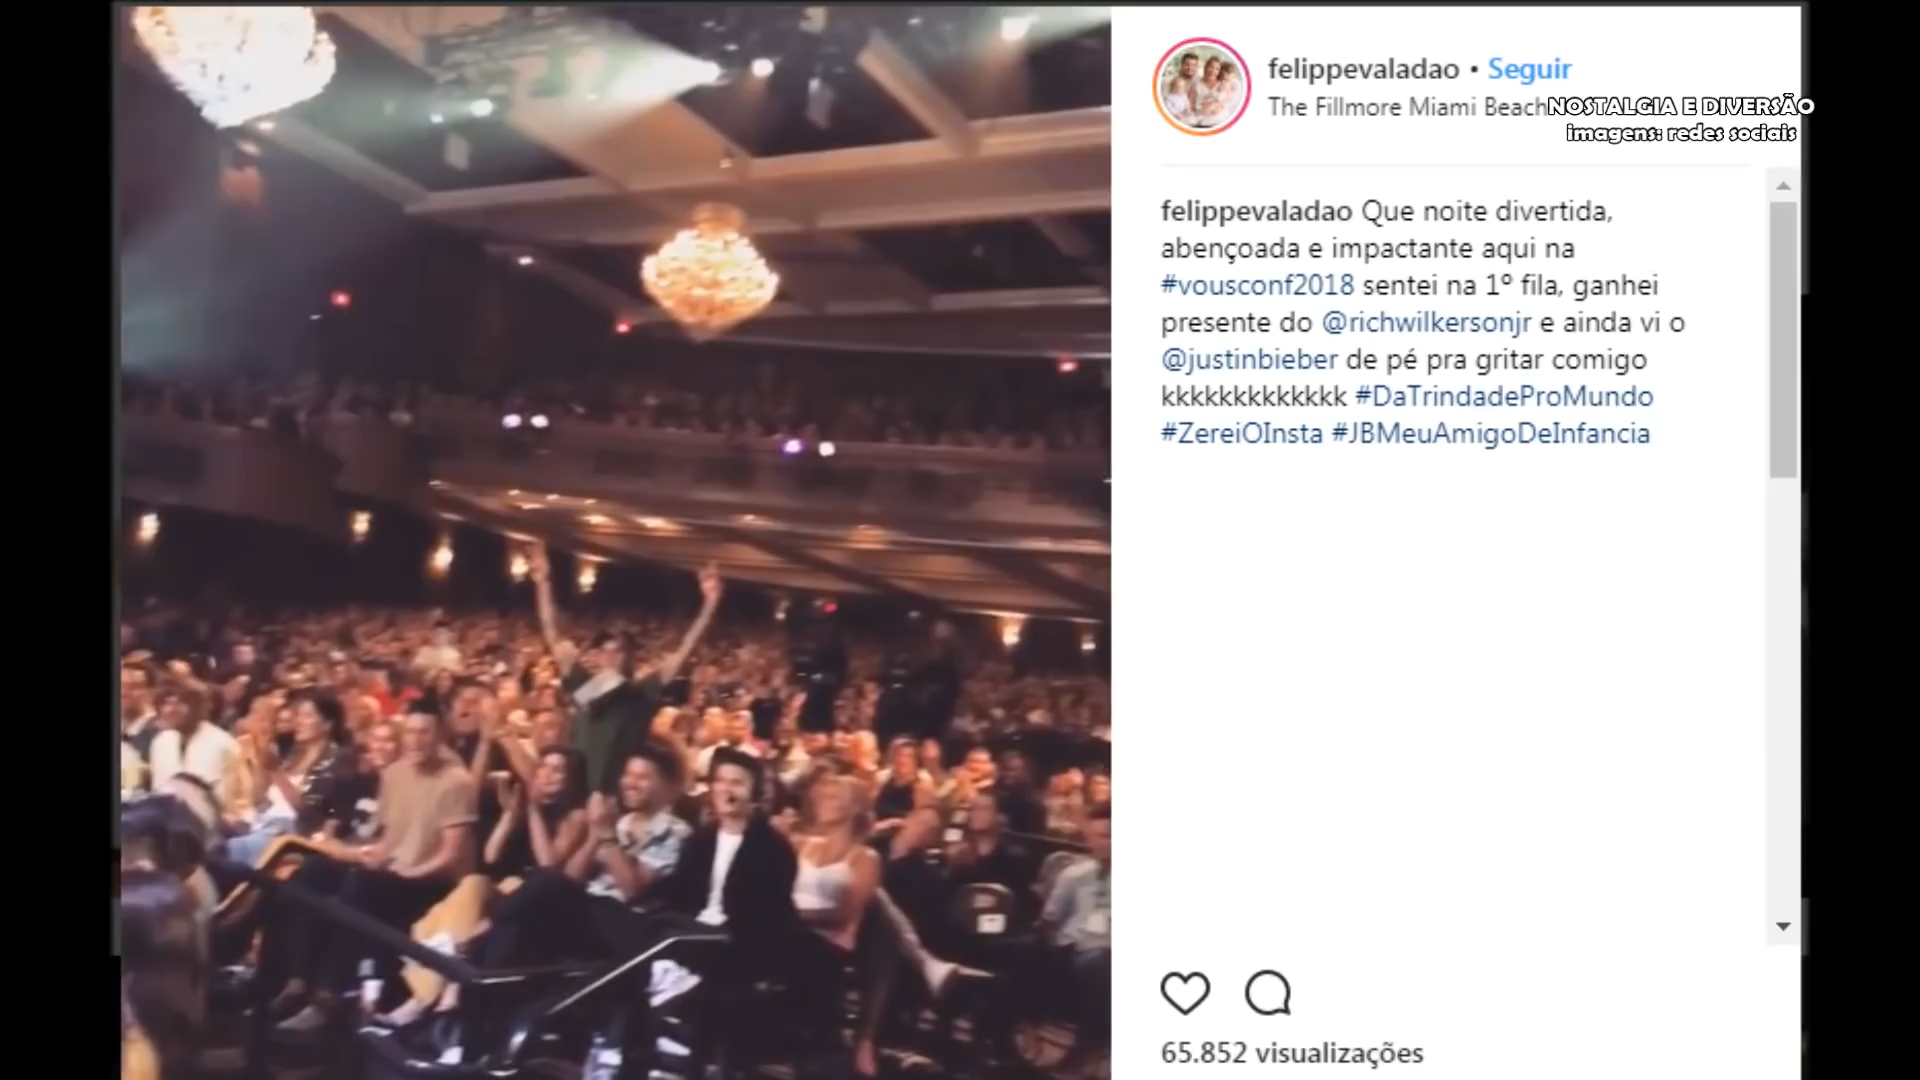 felippevaladao • Seguir
The Fillmore Miami Beach
NOSTALGIA E DIVERSÃO
imagens: redes sociais
felippevaladao Que noite divertida,
abençoada e impactante aqui na
#vousconf2018 sentei na 1º fila, ganhei
presente do @richwilkersonjr e ainda vi o
@justinbieber de pé pra gritar comigo
kkkkkkkkkkkkk #DaTrindadeProMundo
#ZereiOInsta #JBMeuAmigoDeInfancia
65.852 visualizações